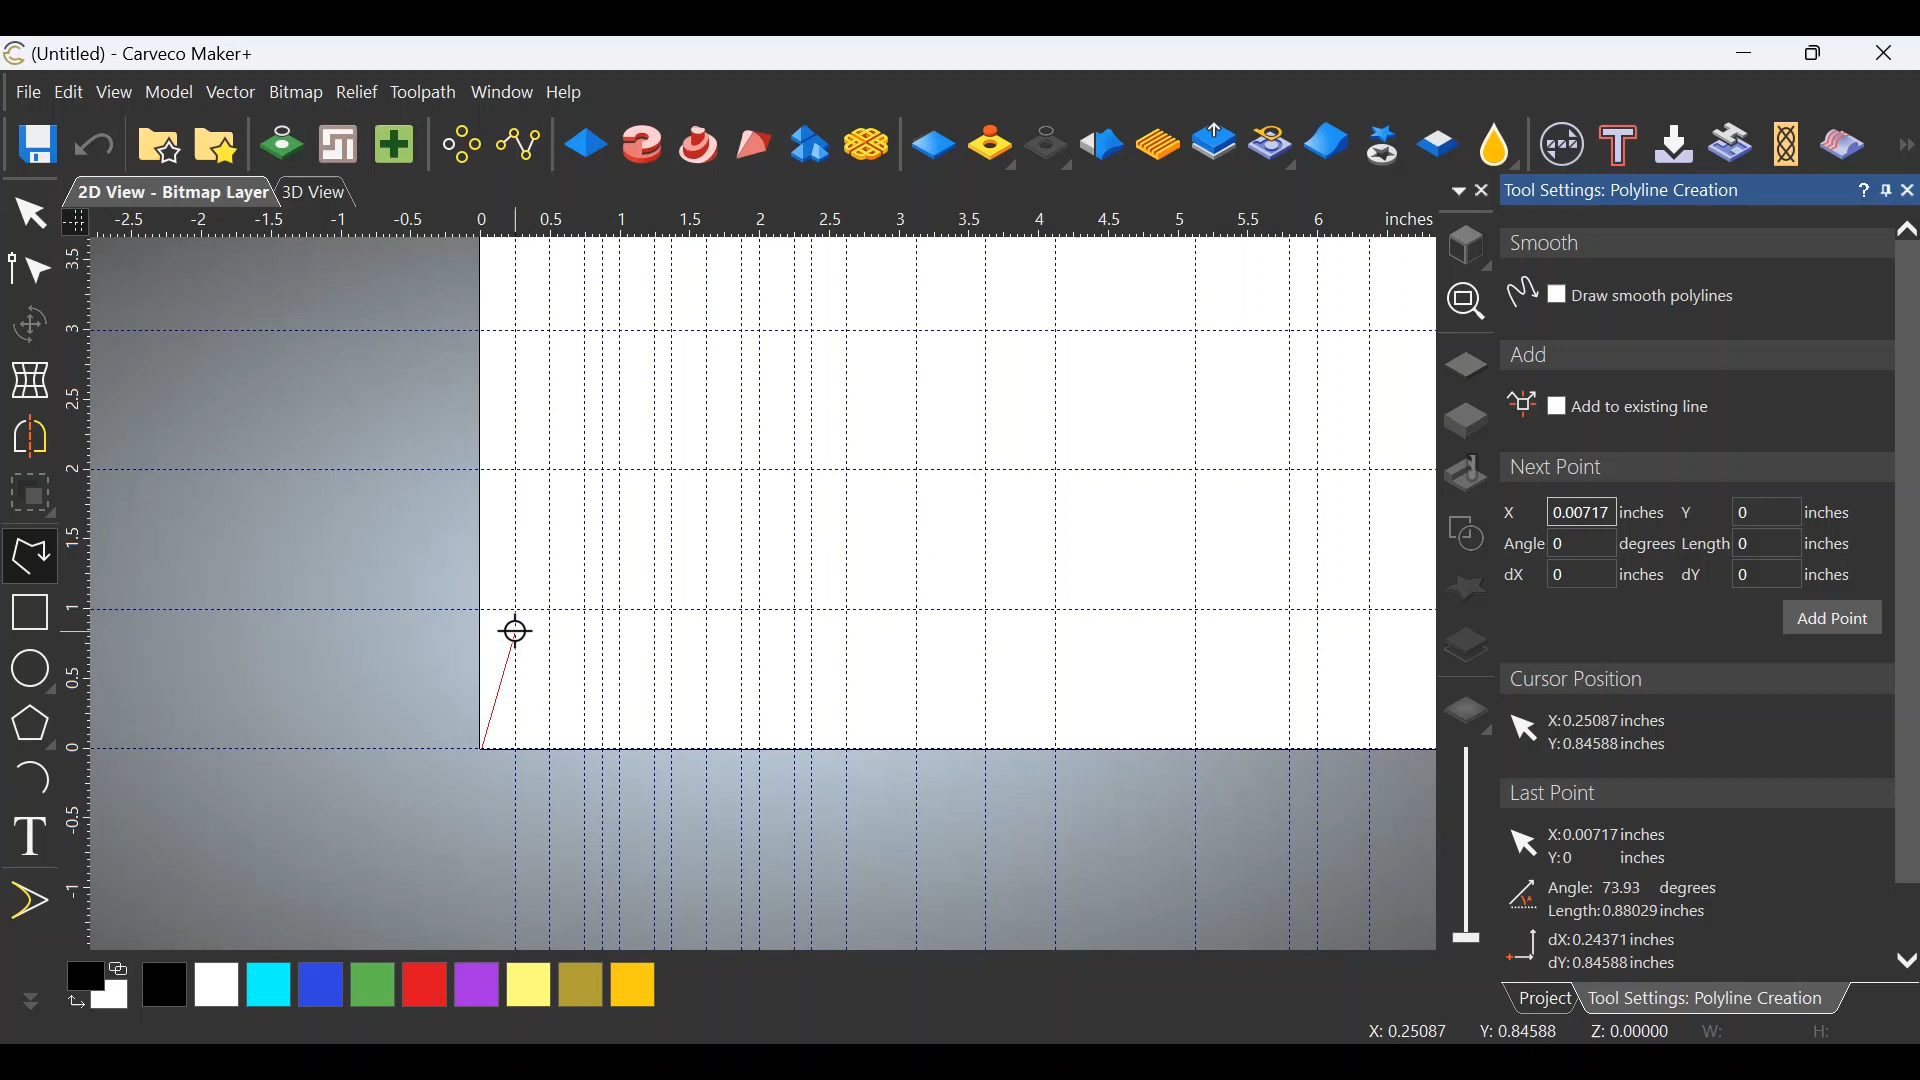 (Untitled) - Carveco Maker+
File Edit View Model Vector Bitmap Relief Toolpath Window Help
2D View - Bitmap Layer 3D View
Tool Settings: Polyline Creation ?
-2.5 -2 -1.5 -1 -0.5 0 0.5 1 1.5 2 2.5 3 3.5 4 4.5 5 5.5 6 inches
3.5
3
2.5
2
1.5
1
0.5
0
-0.5
-1
T
Smooth
Draw smooth polylines
Add
Add to existing line
Next Point
X 0.00717 inches Y 0 inches
Angle 0 degrees Length 0 inches
dX 0 inches dY 0 inches
Add Point
Cursor Position
X:0.25087 inches
Y:0.84588 inches
Last Point
X:0.00717 inches
Y:0 inches
Angle: 73.93 degrees
Length:0.88029 inches
dX:0.24371 inches
dY:0.84588 inches
Project Tool Settings: Polyline Creation
X: 0.25087 Y: 0.84588 Z: 0.00000 W: H: